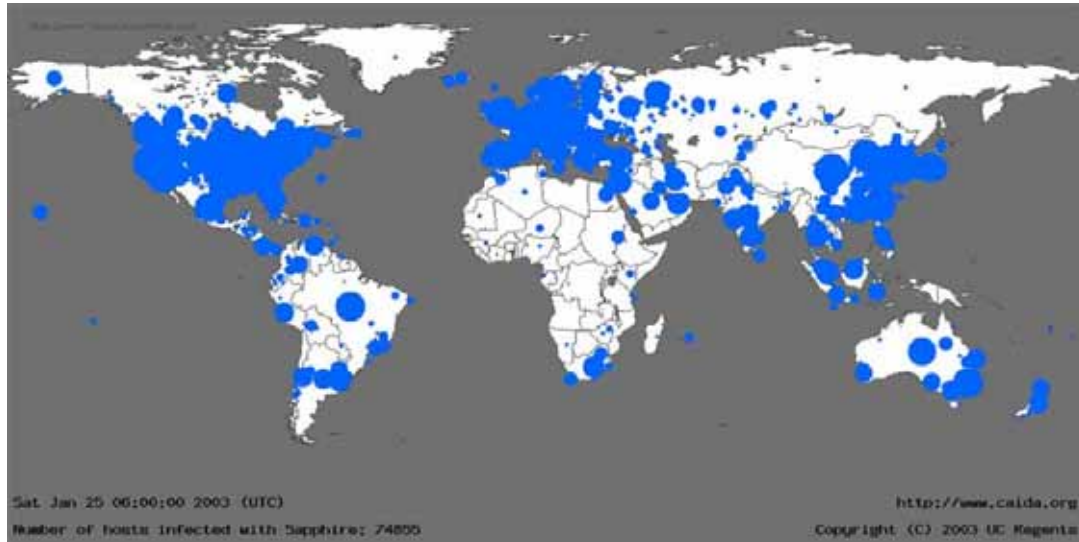 Sat Jan 25 06:00:00 2003 (UTC)
http://www.caida.org
Number of hosts infected with Sapphire: 74855
Copyright (C) 2003 UC Regents